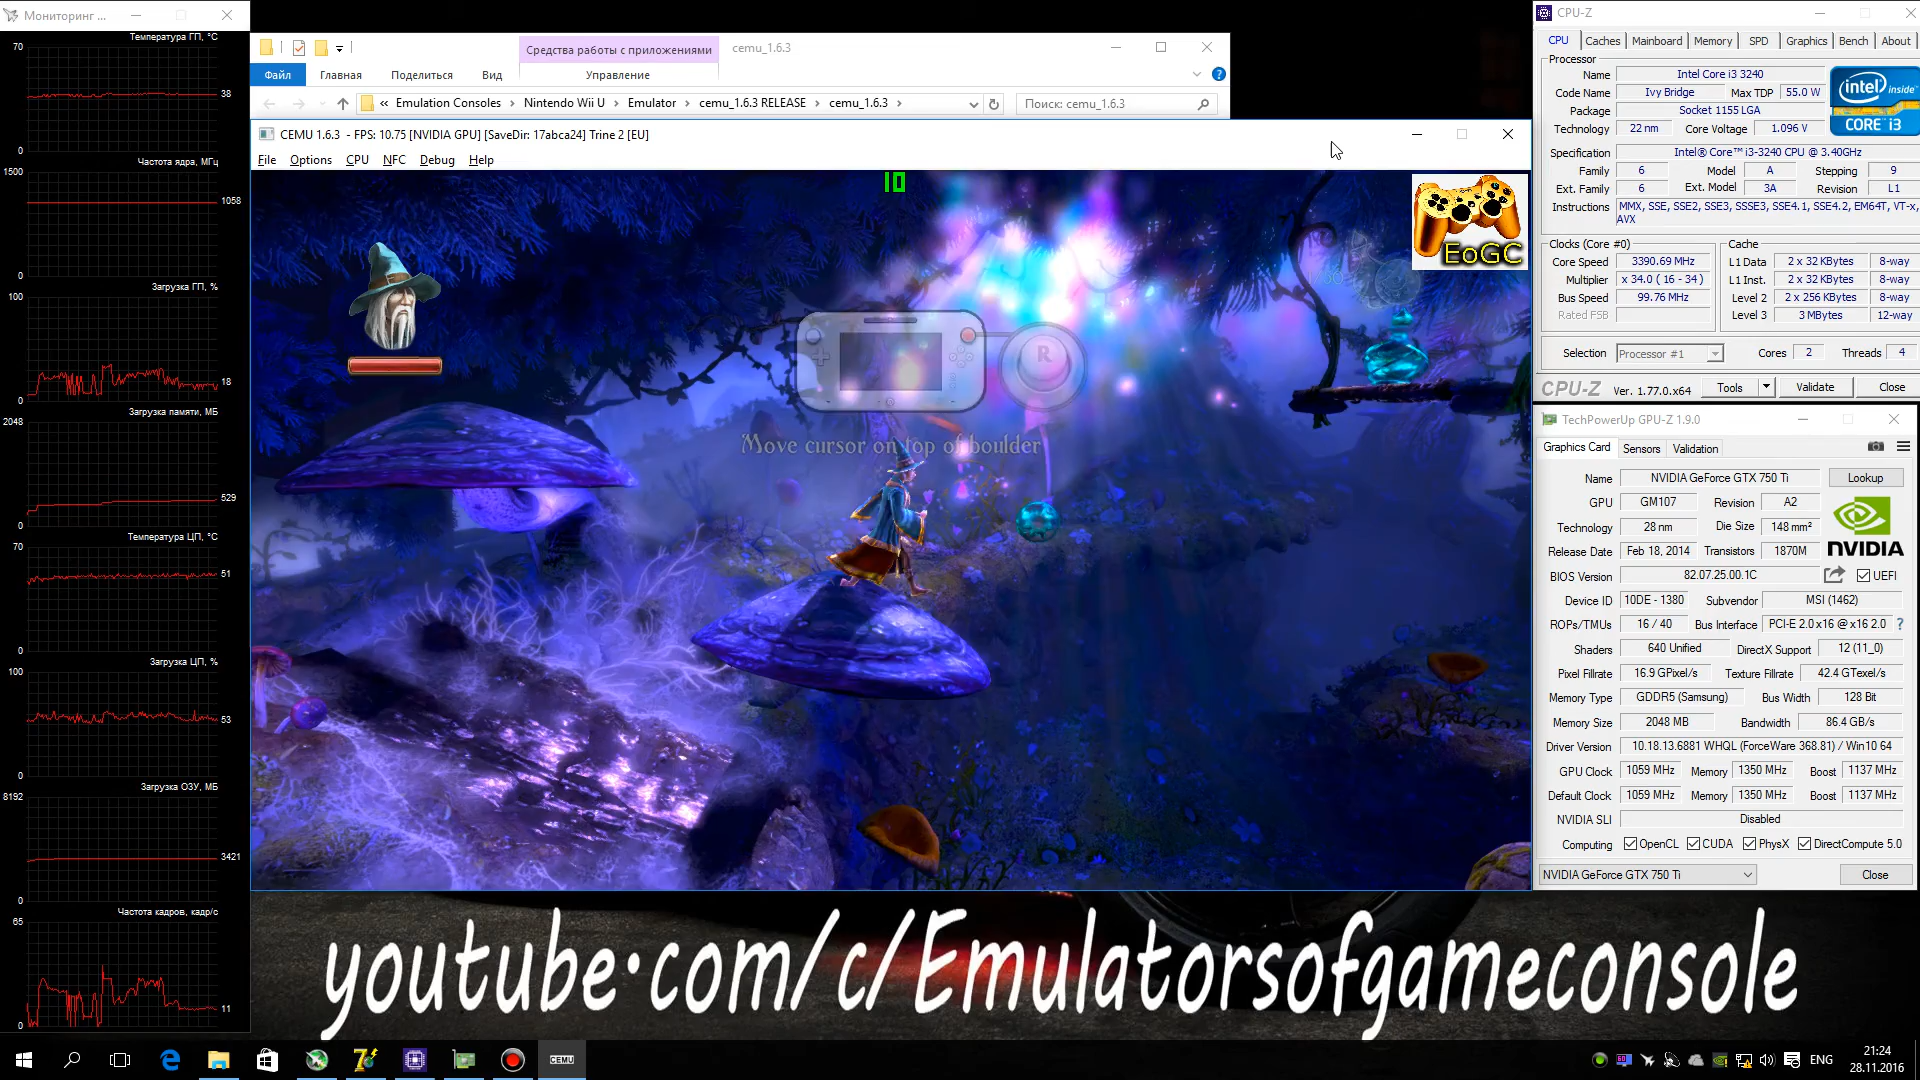 Мониторинг ...
Температура ГП, °C
70
38
0
Частота ядра, МГц
1500
1058
0
Загрузка ГП, %
100
18
0
Загрузка памяти, МБ
2048
529
0
Температура ЦП, °C
70
51
0
Загрузка ЦП, %
100
53
0
Загрузка ОЗУ, МБ
8192
3421
0
Частота кадров, кадр/с
65
11
0
Средства работы с приложениями cemu_1.6.3
Файл Главная Поделиться Вид Управление
« Emulation Consoles > Nintendo Wii U > Emulator > cemu_1.6.3 RELEASE > cemu_1.6.3 >
Поиск: cemu_1.6.3
CEMU 1.6.3 - FPS: 10.75 [NVIDIA GPU] [SaveDir: 17abca24] Trine 2 [EU]
File Options CPU NFC Debug Help
10
EoGC
R
Move cursor on top of boulder
youtube.com/c/Emulatorsofgameconsole
CPU-Z
CPU Caches Mainboard Memory SPD Graphics Bench About
Processor
Name Intel Core i3 3240
Code Name Ivy Bridge Max TDP 55.0 W
Package Socket 1155 LGA
Technology 22 nm Core Voltage 1.096 V
intel inside™
CORE i3
Specification Intel® Core™ i3-3240 CPU @ 3.40GHz
Family 6 Model A Stepping 9
Ext. Family 6 Ext. Model 3A Revision L1
Instructions MMX, SSE, SSE2, SSE3, SSSE3, SSE4.1, SSE4.2, EM64T, VT-x,
AVX
Clocks (Core #0)
Core Speed 3390.69 MHz
Multiplier x 34.0 ( 16 - 34 )
Bus Speed 99.76 MHz
Rated FSB
Cache
L1 Data 2 x 32 KBytes 8-way
L1 Inst. 2 x 32 KBytes 8-way
Level 2 2 x 256 KBytes 8-way
Level 3 3 MBytes 12-way
Selection Processor #1 Cores 2 Threads 4
CPU-Z Ver. 1.77.0.x64 Tools Validate Close
TechPowerUp GPU-Z 1.9.0
Graphics Card Sensors Validation
Name NVIDIA GeForce GTX 750 Ti Lookup
GPU GM107 Revision A2
Technology 28 nm Die Size 148 mm²
Release Date Feb 18, 2014 Transistors 1870M
NVIDIA
BIOS Version 82.07.25.00.1C UEFI
Device ID 10DE - 1380 Subvendor MSI (1462)
ROPs/TMUs 16 / 40 Bus Interface PCI-E 2.0 x16 @ x16 2.0 ?
Shaders 640 Unified DirectX Support 12 (11_0)
Pixel Fillrate 16.9 GPixel/s Texture Fillrate 42.4 GTexel/s
Memory Type GDDR5 (Samsung) Bus Width 128 Bit
Memory Size 2048 MB Bandwidth 86.4 GB/s
Driver Version 10.18.13.6881 WHQL (ForceWare 368.81) / Win10 64
GPU Clock 1059 MHz Memory 1350 MHz Boost 1137 MHz
Default Clock 1059 MHz Memory 1350 MHz Boost 1137 MHz
NVIDIA SLI Disabled
Computing OpenCL CUDA PhysX DirectCompute 5.0
NVIDIA GeForce GTX 750 Ti Close
CEMU
60
ENG
21:24
28.11.2016